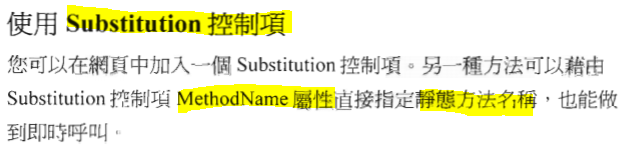 使用 Substitution 控制項
您可以在網頁中加入一個 Substitution 控制項。另一種方法可以藉由
Substitution 控制項 MethodName 屬性直接指定靜態方法名稱，也能做
到即時呼叫。